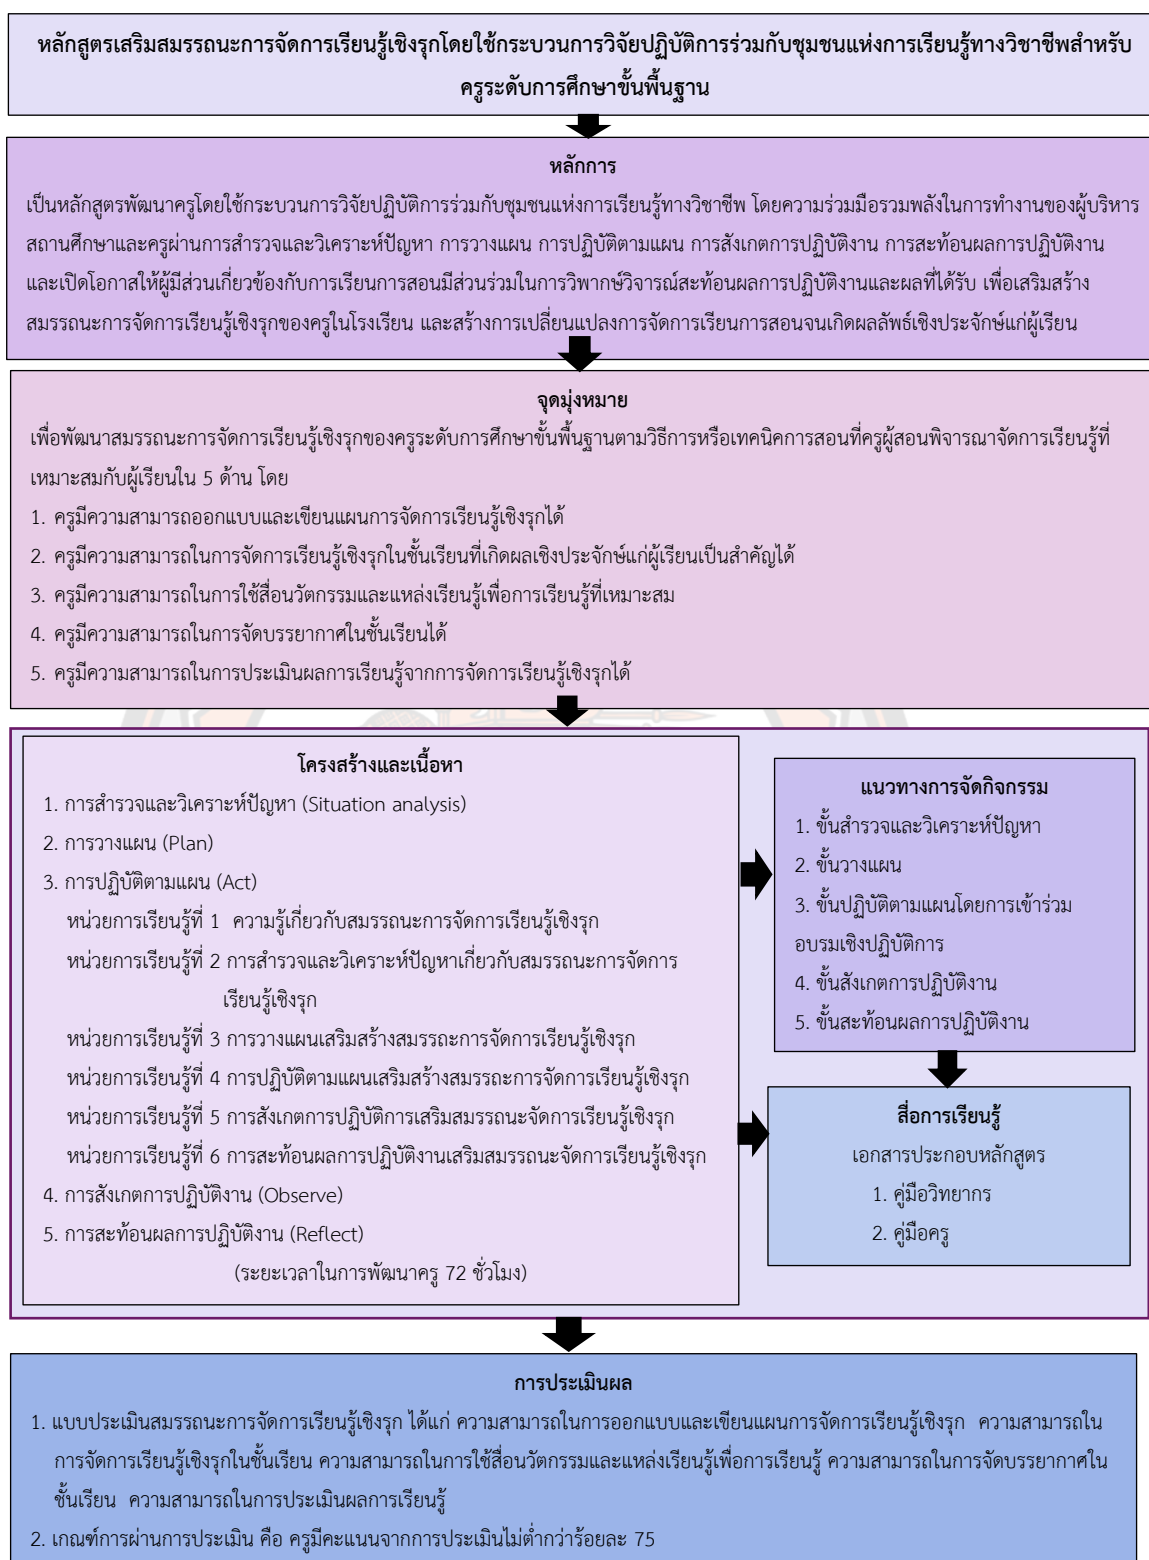 หลักสูตรเสริมสมรรถนะการจัดการเรียนรู้เชิงรุกโดยใช้กระบวนการวิจัยปฏิบัติการร่วมกับชุมชนแห่งการเรียนรู้ทางวิชาชีพสำหรับ
ครูระดับการศึกษาขั้นพื้นฐาน
หลักการ
เป็นหลักสูตรพัฒนาครูโดยใช้กระบวนการวิจัยปฏิบัติการร่วมกับชุมชนแห่งการเรียนรู้ทางวิชาชีพ โดยความร่วมมือรวมพลังในการทำงานของผู้บริหาร
สถานศึกษาและครูผ่านการสำรวจและวิเคราะห์ปัญหา การวางแผน การปฏิบัติตามแผน การสังเกตการปฏิบัติงาน การสะท้อนผลการปฏิบัติงาน
และเปิดโอกาสให้ผู้มีส่วนเกี่ยวข้องกับการเรียนการสอนมีส่วนร่วมในการวิพากษ์วิจารณ์สะท้อนผลการปฏิบัติงานและผลที่ได้รับ เพื่อเสริมสร้าง
สมรรถนะการจัดการเรียนรู้เชิงรุกของครูในโรงเรียน และสร้างการเปลี่ยนแปลงการจัดการเรียนการสอนจนเกิดผลลัพธ์เชิงประจักษ์แก่ผู้เรียน
จุดมุ่งหมาย
เพื่อพัฒนาสมรรถนะการจัดการเรียนรู้เชิงรุกของครูระดับการศึกษาขั้นพื้นฐานตามวิธีการหรือเทคนิคการสอนที่ครูผู้สอนพิจารณาจัดการเรียนรู้ที่
เหมาะสมกับผู้เรียนใน 5 ด้าน โดย
1. ครูมีความสามารถออกแบบและเขียนแผนการจัดการเรียนรู้เชิงรุกได้
2. ครูมีความสามารถในการจัดการเรียนรู้เชิงรุกในชั้นเรียนที่เกิดผลเชิงประจักษ์แก่ผู้เรียนเป็นสำคัญได้
3. ครูมีความสามารถในการใช้สื่อนวัตกรรมและแหล่งเรียนรู้เพื่อการเรียนรู้ที่เหมาะสม
4. ครูมีความสามารถในการจัดบรรยากาศในชั้นเรียนได้
5. ครูมีความสามารถในการประเมินผลการเรียนรู้จากการจัดการเรียนรู้เชิงรุกได้
โครงสร้างและเนื้อหา
1. การสำรวจและวิเคราะห์ปัญหา (Situation analysis)
2. การวางแผน (Plan)
3. การปฏิบัติตามแผน (Act)
หน่วยการเรียนรู้ที่ 1 ความรู้เกี่ยวกับสมรรถนะการจัดการเรียนรู้เชิงรุก
หน่วยการเรียนรู้ที่ 2 การสำรวจและวิเคราะห์ปัญหาเกี่ยวกับสมรรถนะการจัดการ
เรียนรู้เชิงรุก
หน่วยการเรียนรู้ที่ 3 การวางแผนเสริมสร้างสมรรถะการจัดการเรียนรู้เชิงรุก
หน่วยการเรียนรู้ที่ 4 การปฏิบัติตามแผนเสริมสร้างสมรรถะการจัดการเรียนรู้เชิงรุก
หน่วยการเรียนรู้ที่ 5 การสังเกตการปฏิบัติการเสริมสมรรถนะจัดการเรียนรู้เชิงรุก
หน่วยการเรียนรู้ที่ 6 การสะท้อนผลการปฏิบัติงานเสริมสมรรถนะจัดการเรียนรู้เชิงรุก
4. การสังเกตการปฏิบัติงาน (Observe)
5. การสะท้อนผลการปฏิบัติงาน (Reflect)
(ระยะเวลาในการพัฒนาครู 72 ชั่วโมง)
แนวทางการจัดกิจกรรม
1. ขั้นสำรวจและวิเคราะห์ปัญหา
2. ขั้นวางแผน
3. ขั้นปฏิบัติตามแผนโดยการเข้าร่วม
อบรมเชิงปฏิบัติการ
4. ขั้นสังเกตการปฏิบัติงาน
5. ขั้นสะท้อนผลการปฏิบัติงาน
สื่อการเรียนรู้
เอกสารประกอบหลักสูตร
1. คู่มือวิทยากร
2. คู่มือครู
การประเมินผล
1. แบบประเมินสมรรถนะการจัดการเรียนรู้เชิงรุก ได้แก่ ความสามารถในการออกแบบและเขียนแผนการจัดการเรียนรู้เชิงรุก ความสามารถใน
การจัดการเรียนรู้เชิงรุกในชั้นเรียน ความสามารถในการใช้สื่อนวัตกรรมและแหล่งเรียนรู้เพื่อการเรียนรู้ ความสามารถในการจัดบรรยากาศใน
ชั้นเรียน ความสามารถในการประเมินผลการเรียนรู้
2. เกณฑ์การผ่านการประเมิน คือ ครูมีคะแนนจากการประเมินไม่ต่ำกว่าร้อยละ 75